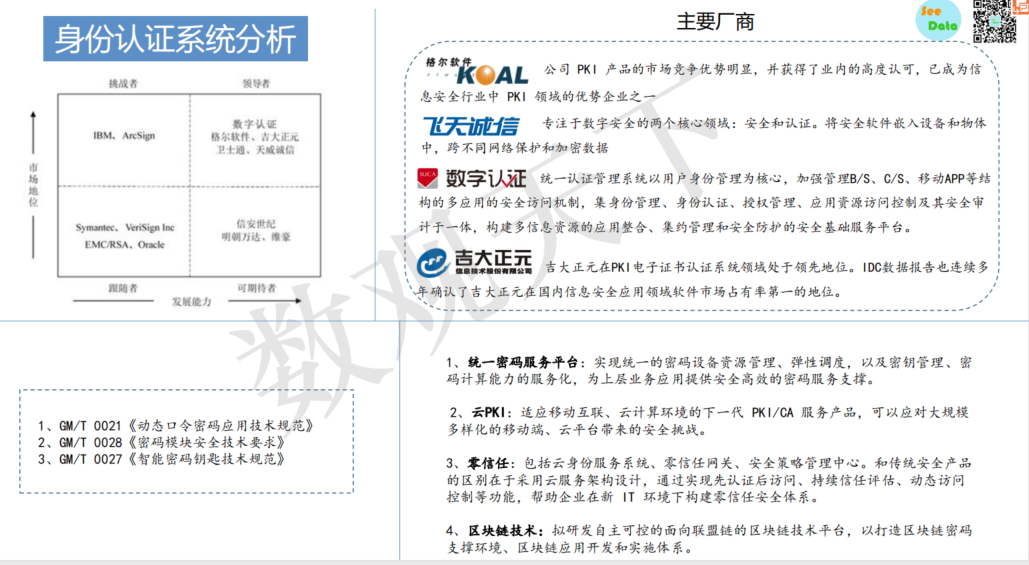 身份认证系统分析
挑战者
领导者
IBM、ArcSign
数字认证
格尔软件、吉大正元
卫士通、天威诚信
市场地位
Symantec、VeriSign Inc
EMC/RSA、Oracle
信安世纪
明朝万达、维豪
跟随者
可期待者
发展能力
主要厂商
See
Data
格尔软件
KOAL
公司 PKI 产品的市场竞争优势明显，并获得了业内的高度认可，已成为信
息安全行业中 PKI 领域的优势企业之一
飞天诚信
专注于数字安全的两个核心领域：安全和认证。将安全软件嵌入设备和物体
中，跨不同网络保护和加密数据
BJCA
数字认证
统一认证管理系统以用户身份管理为核心，加强管理B/S、C/S、移动APP等结
构的多应用的安全访问机制，集身份管理、身份认证、授权管理、应用资源访问控制及其安全审
计于一体，构建多信息资源的应用整合、集约管理和安全防护的安全基础服务平台。
吉大正元
信息技术股份有限公司
吉大正元在PKI电子证书认证系统领域处于领先地位。IDC数据报告也连续多
年确认了吉大正元在国内信息安全应用领域软件市场占有率第一的地位。
数观天下
1、GM/T 0021《动态口令密码应用技术规范》
2、GM/T 0028《密码模块安全技术要求》
3、GM/T 0027《智能密码钥匙技术规范》
1、统一密码服务平台：实现统一的密码设备资源管理、弹性调度，以及密钥管理、密
码计算能力的服务化，为上层业务应用提供安全高效的密码服务支撑。
2、云PKI：适应移动互联、云计算环境的下一代 PKI/CA 服务产品，可以应对大规模
多样化的移动端、云平台带来的安全挑战。
3、零信任：包括云身份服务系统、零信任网关、安全策略管理中心。和传统安全产品
的区别在于采用云服务架构设计，通过实现先认证后访问、持续信任评估、动态访问
控制等功能，帮助企业在新 IT 环境下构建零信任安全体系。
4、区块链技术：拟研发自主可控的面向联盟链的区块链技术平台，以打造区块链密码
支撑环境、区块链应用开发和实施体系。